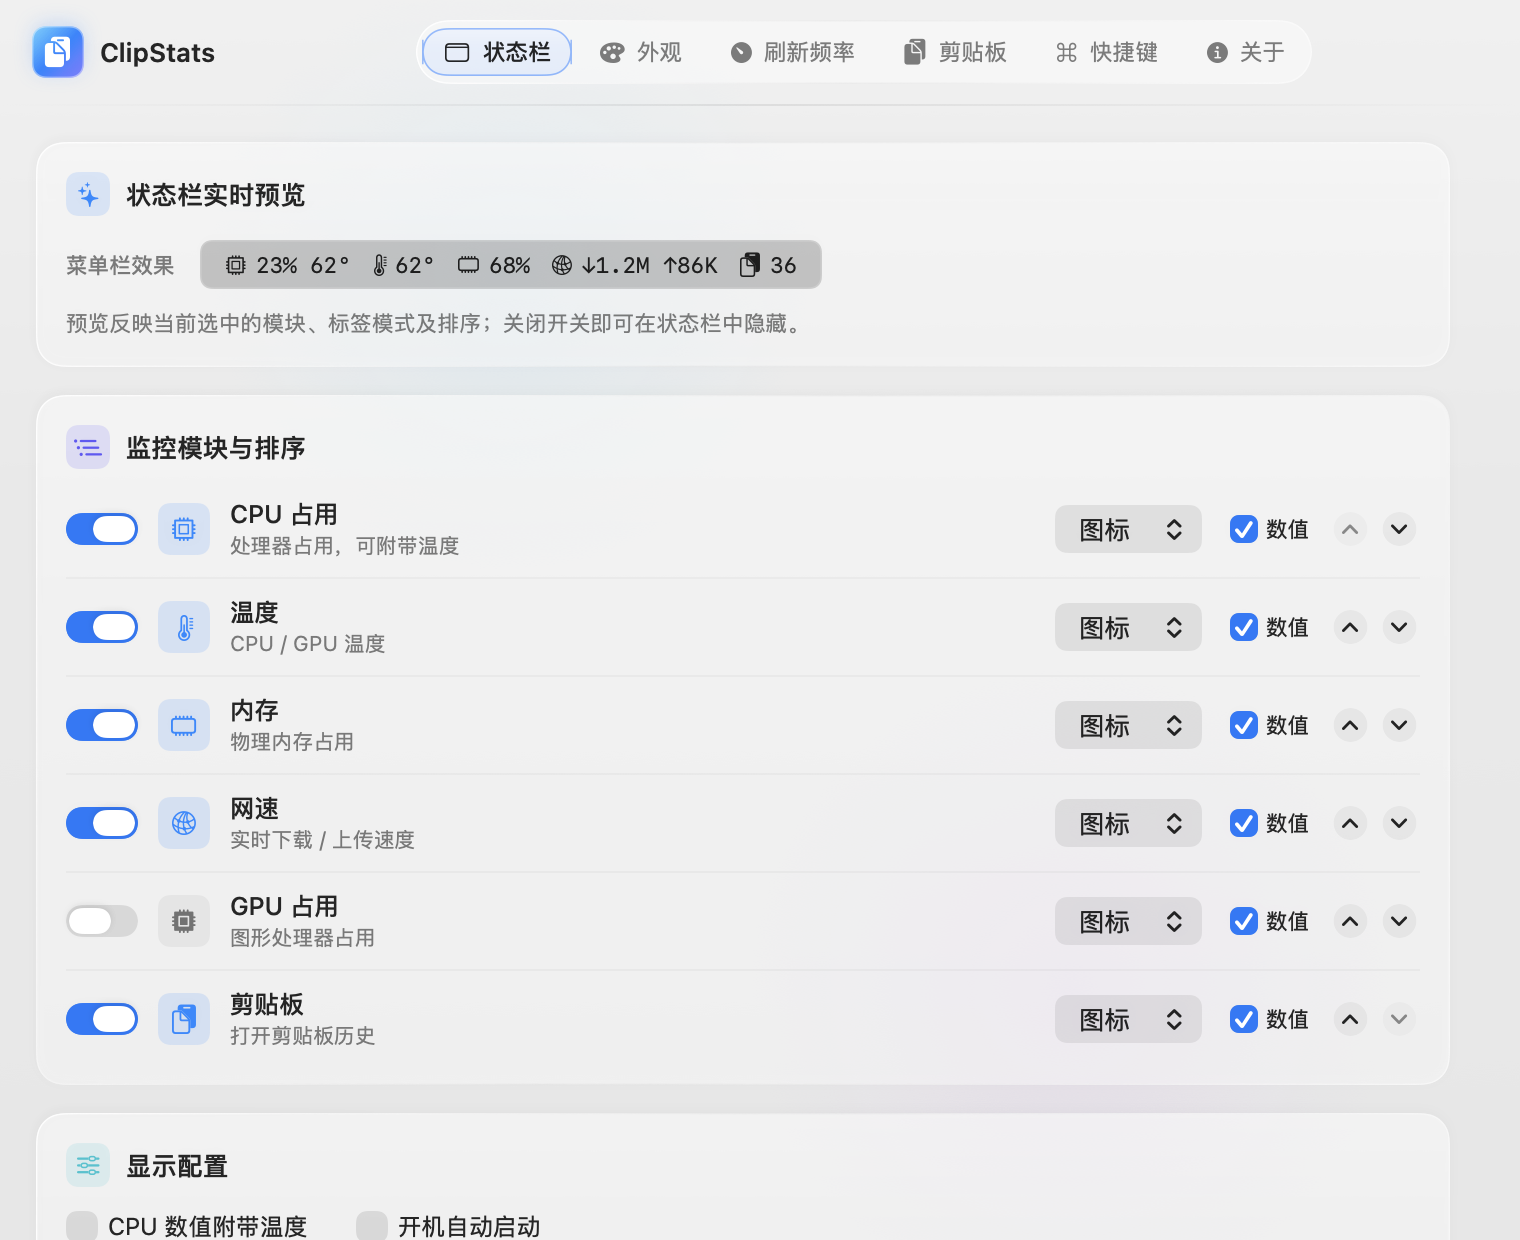 ClipStats
状态栏
外观
刷新频率
剪贴板
快捷键
关于
状态栏实时预览
菜单栏效果 23% 62° 62° 68% ↓1.2M ↑86K 36
预览反映当前选中的模块、标签模式及排序；关闭开关即可在状态栏中隐藏。
监控模块与排序
CPU 占用
处理器占用，可附带温度
图标 数值
温度
CPU / GPU 温度
图标 数值
内存
物理内存占用
图标 数值
网速
实时下载 / 上传速度
图标 数值
GPU 占用
图形处理器占用
图标 数值
剪贴板
打开剪贴板历史
图标 数值
显示配置
CPU 数值附带温度 开机自动启动